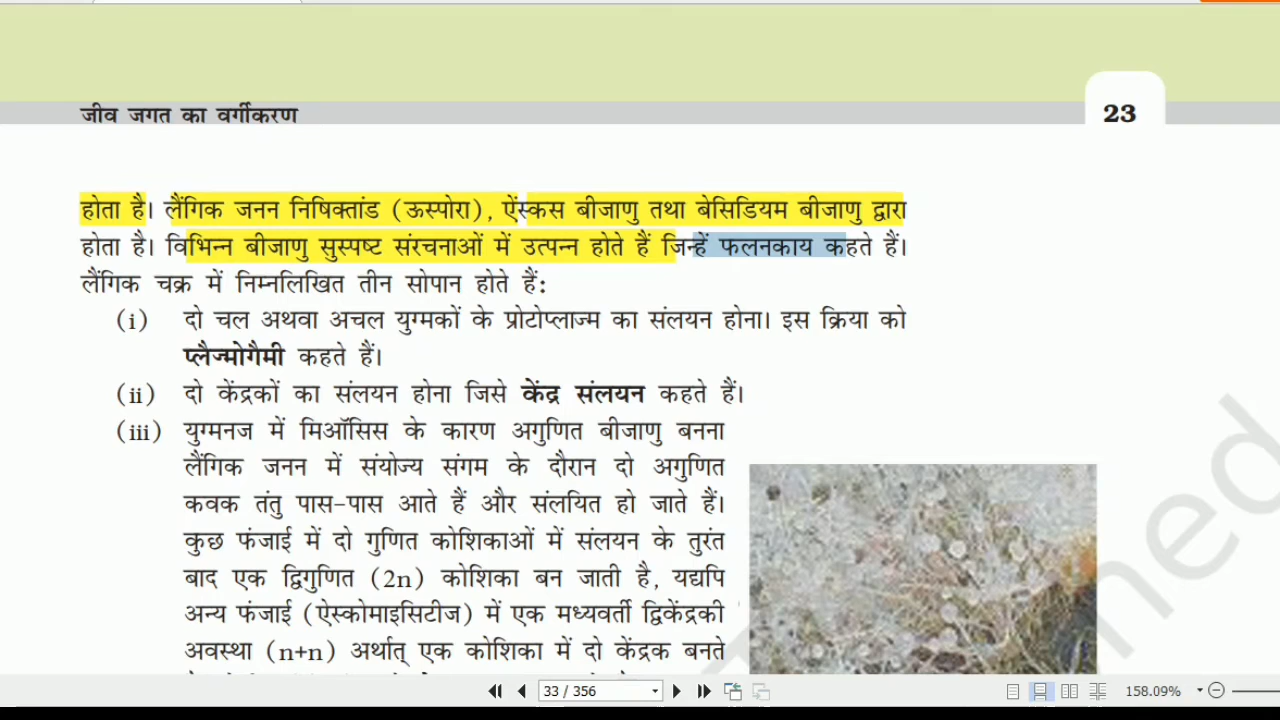 जीव जगत का वर्गीकरण
23
होता है। लैंगिक जनन निषिक्तांड (ऊस्पोरा), ऐंस्कस बीजाणु तथा बेसिडियम बीजाणु द्वारा
होता है। विभिन्न बीजाणु सुस्पष्ट संरचनाओं में उत्पन्न होते हैं जिन्हें फलनकाय कहते हैं।
लैंगिक चक्र में निम्नलिखित तीन सोपान होते हैं:
(i) दो चल अथवा अचल युग्मकों के प्रोटोप्लाज्म का संलयन होना। इस क्रिया को
प्लैज्मोगैमी कहते हैं।
(ii) दो केंद्रकों का संलयन होना जिसे केंद्र संलयन कहते हैं।
(iii) युग्मनज में मिऑसिस के कारण अगुणित बीजाणु बनना
लैंगिक जनन में संयोज्य संगम के दौरान दो अगुणित
कवक तंतु पास-पास आते हैं और संलयित हो जाते हैं।
कुछ फंजाई में दो गुणित कोशिकाओं में संलयन के तुरंत
बाद एक द्विगुणित (2n) कोशिका बन जाती है, यद्यपि
अन्य फंजाई (ऐस्कोमाइसिटीज) में एक मध्यवर्ती द्विकेंद्रकी
अवस्था (n+n) अर्थात् एक कोशिका में दो केंद्रक बनते
33 / 356
158.09%